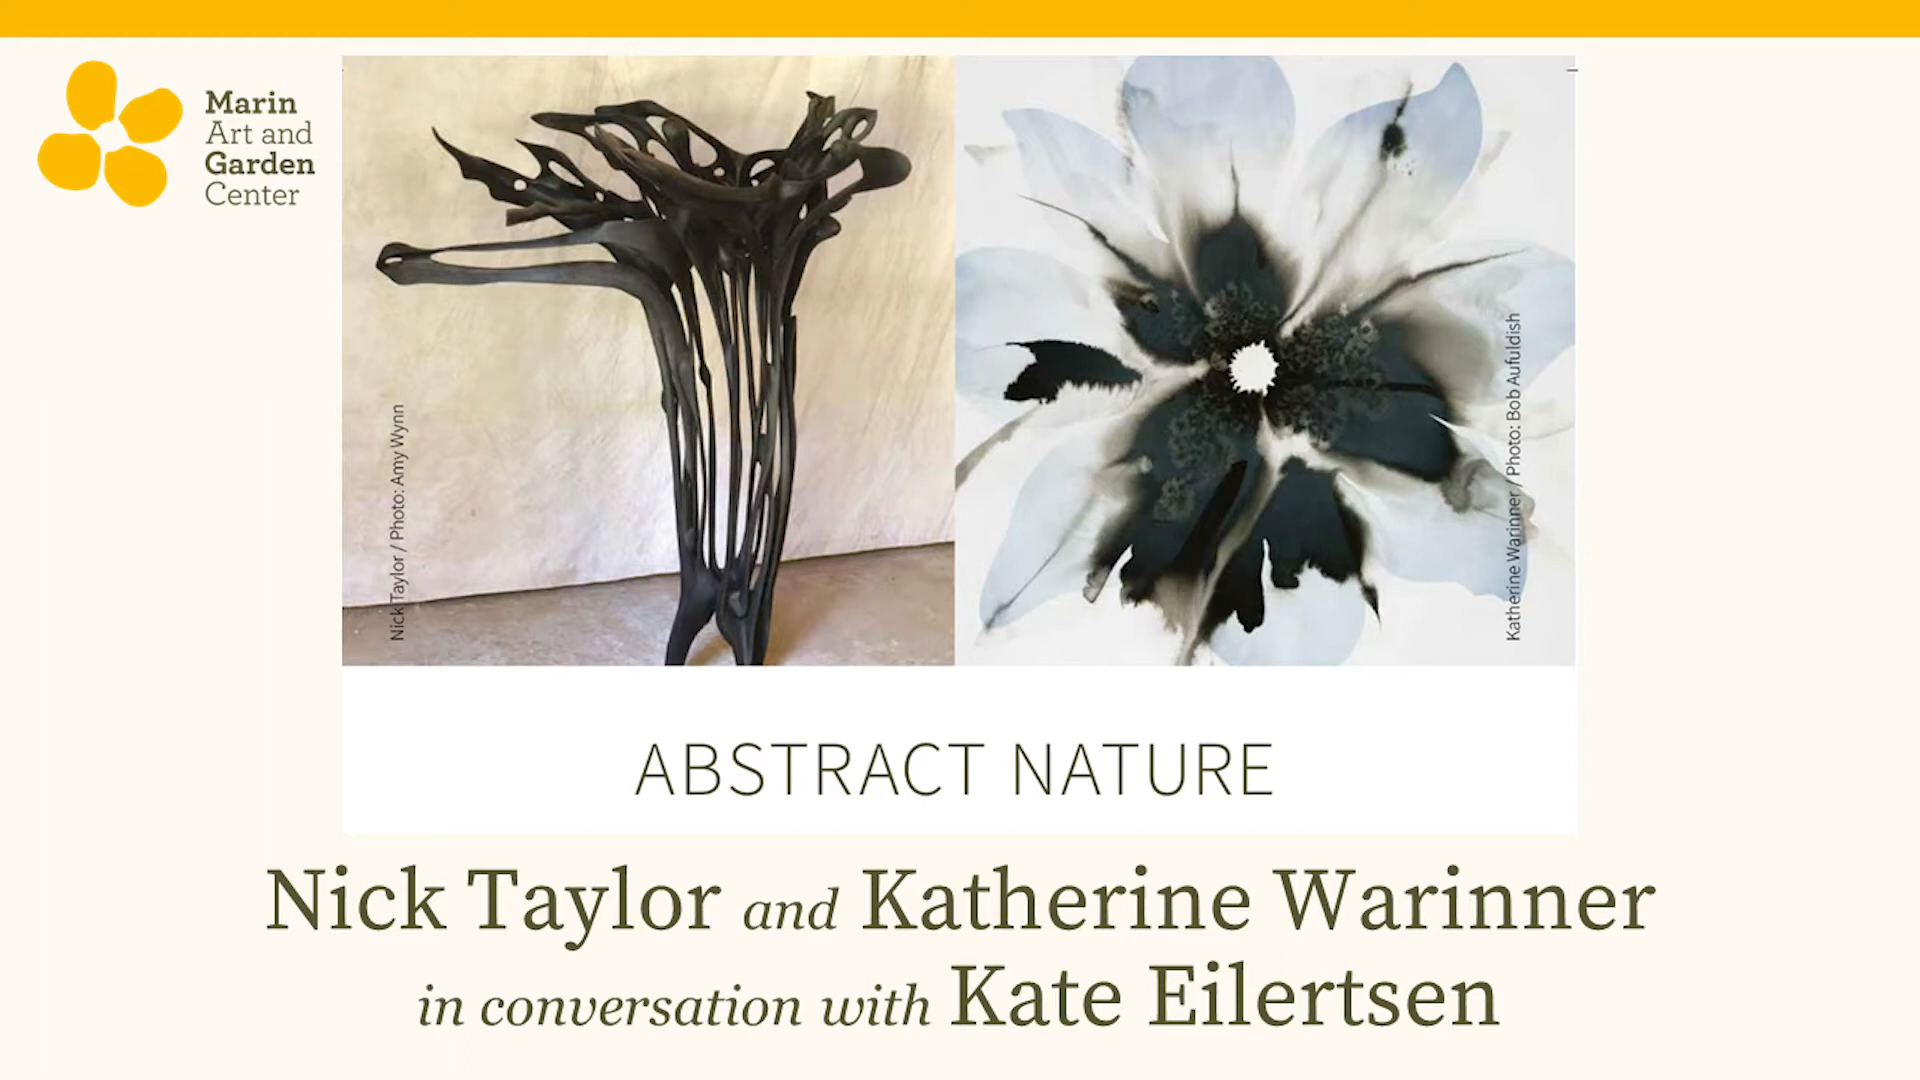 Marin
Art and
Garden
Center
Nick Taylor / Photo: Amy Wynn
Katherine Warinner / Photo: Bob Aufuldish
ABSTRACT NATURE
Nick Taylor and Katherine Warinner
in conversation with Kate Eilertsen